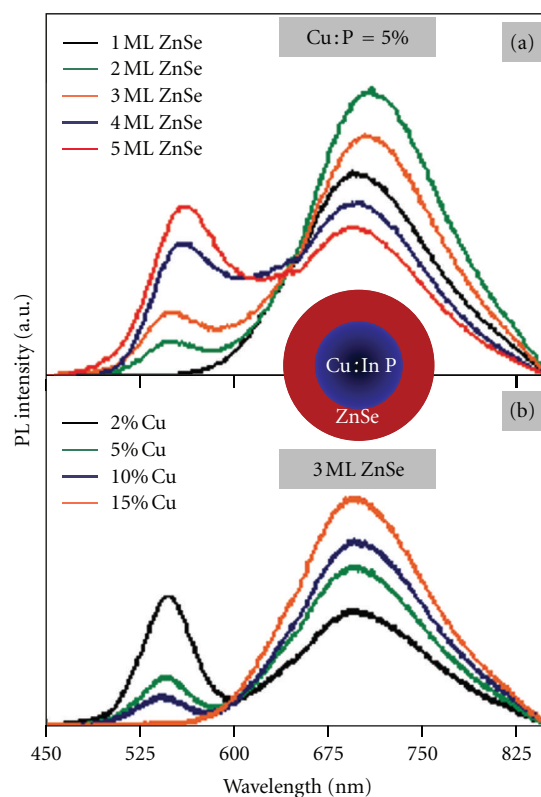 Cu:P = 5%
(a)
1 ML ZnSe
2 ML ZnSe
3 ML ZnSe
4 ML ZnSe
5 ML ZnSe
Cu:In P
ZnSe
PL intensity (a.u.)
(b)
3 ML ZnSe
2% Cu
5% Cu
10% Cu
15% Cu
450 525 600 675 750 825
Wavelength (nm)